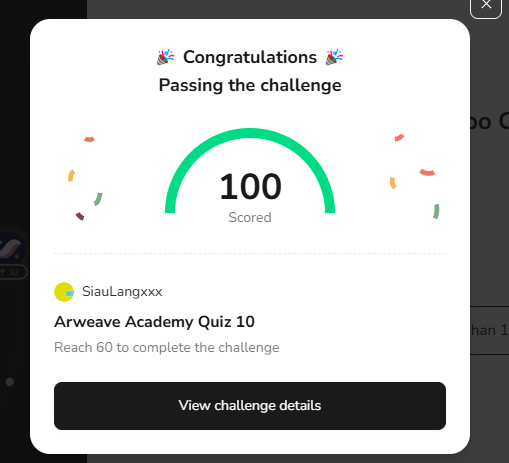 🎉 Congratulations 🎉
Passing the challenge
100
Scored
SiauLangxxx
Arweave Academy Quiz 10
Reach 60 to complete the challenge
View challenge details